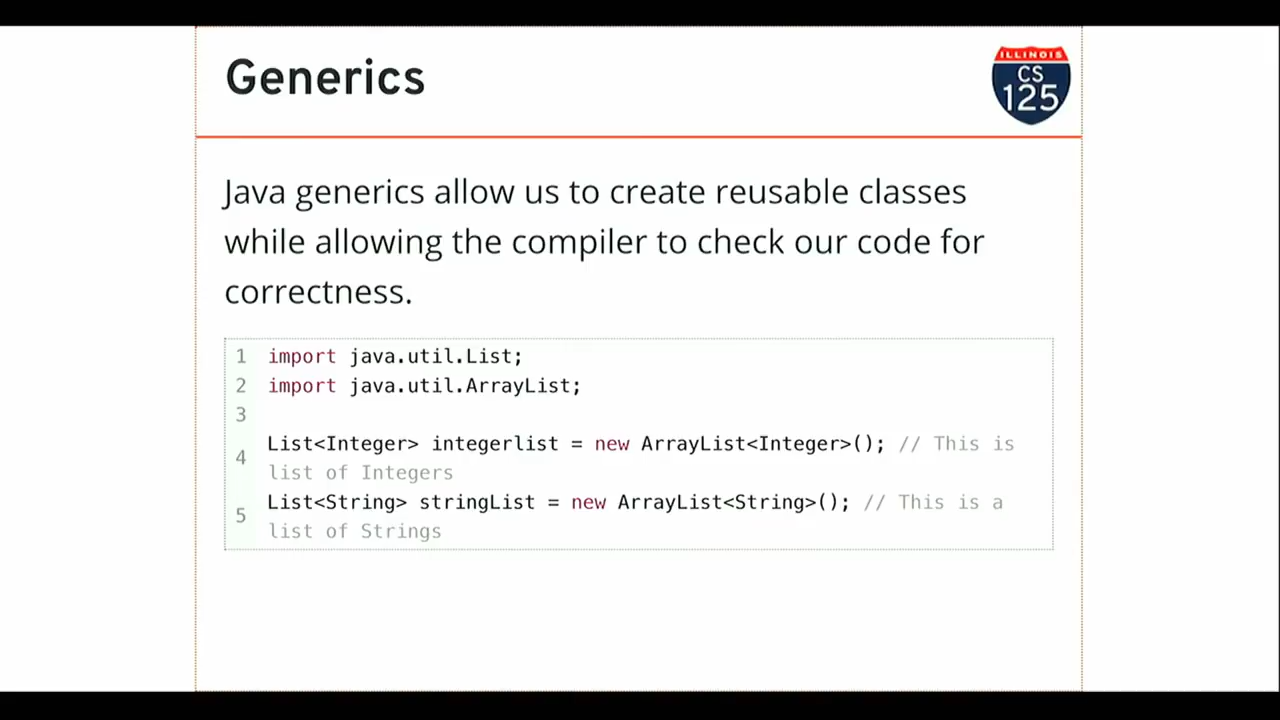 Generics
ILLINOIS
CS
125
Java generics allow us to create reusable classes
while allowing the compiler to check our code for
correctness.
1 import java.util.List;
2 import java.util.ArrayList;
3
4 List<Integer> integerlist = new ArrayList<Integer>(); // This is
list of Integers
5 List<String> stringList = new ArrayList<String>(); // This is a
list of Strings